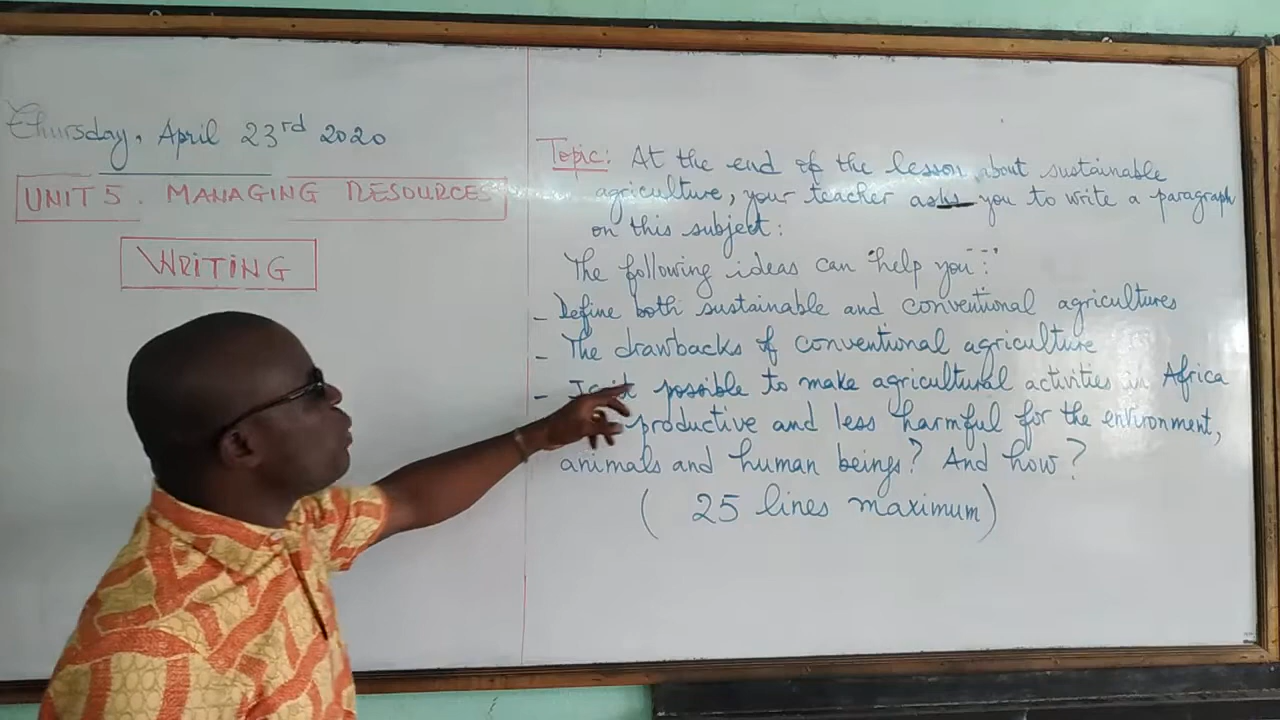 Thursday, April 23rd 2020
UNIT 5. MANAGING RESOURCES
WRITING
Topic: At the end of the lesson about sustainable
agriculture, your teacher asks you to write a paragraph
on this subject:
The following ideas can help you:
- Define both sustainable and conventional agricultures
- The drawbacks of conventional agriculture
- Is it possible to make agricultural activities in Africa
productive and less harmful for the environment,
animals and human beings? And how?
( 25 lines maximum)